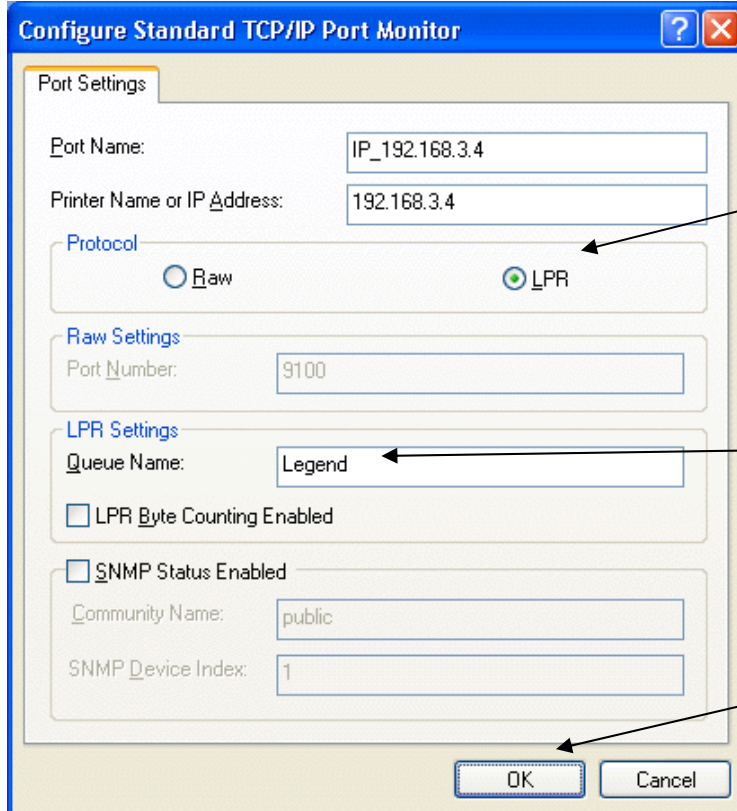 Configure Standard TCP/IP Port Monitor
Port Settings
Port Name: IP_192.168.3.4
Printer Name or IP Address: 192.168.3.4
Protocol
Raw LPR
Raw Settings
Port Number: 9100
LPR Settings
Queue Name: Legend
LPR Byte Counting Enabled
SNMP Status Enabled
Community Name: public
SNMP Device Index: 1
OK Cancel